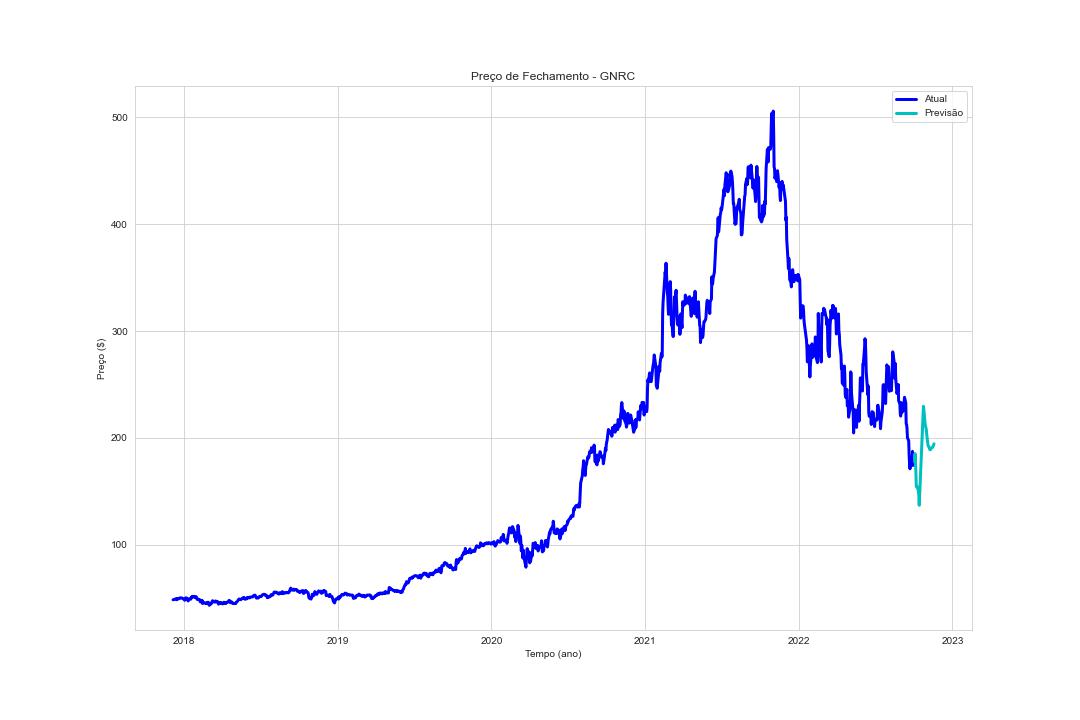 Preço de Fechamento - GNRC
Atual
Previsão
500
400
300
200
100
Preço ($)
2018
2019
2020
2021
2022
2023
Tempo (ano)